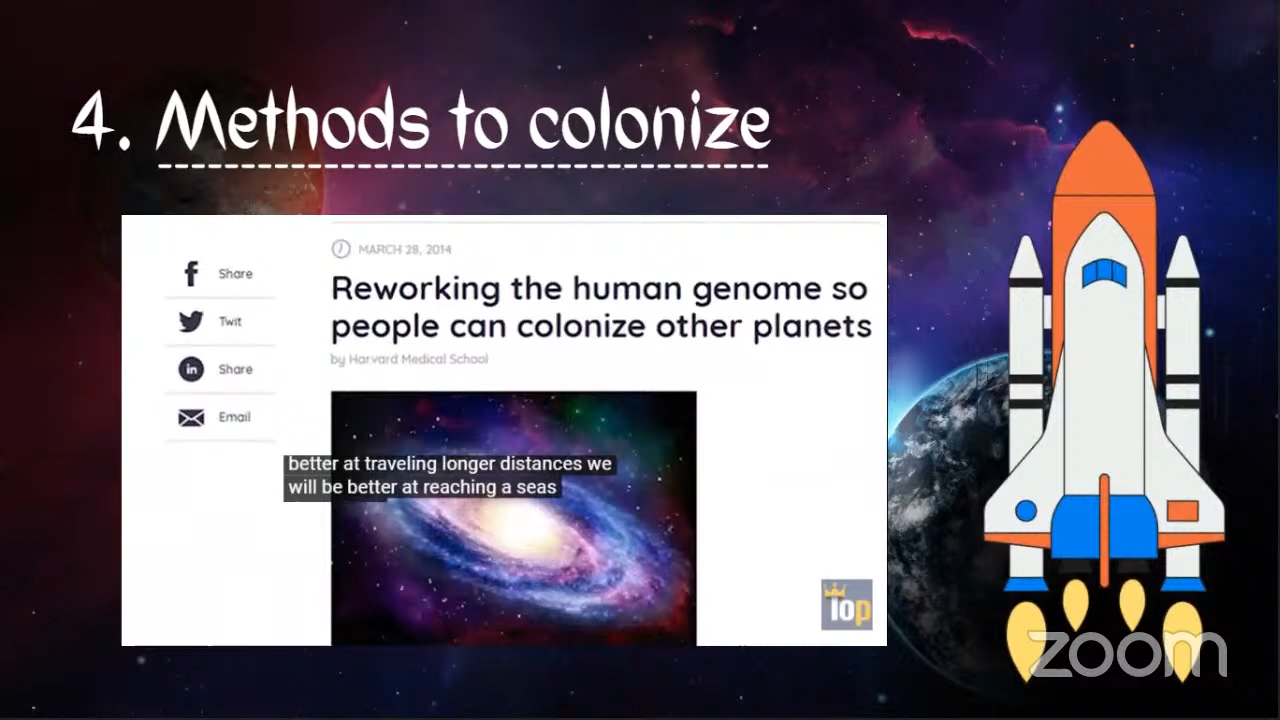 4. Methods to colonize
MARCH 28, 2014
Reworking the human genome so
people can colonize other planets
by Harvard Medical School
Share
Twit
in
Share
Email
better at traveling longer distances we
will be better at reaching a seas
iop
zoom